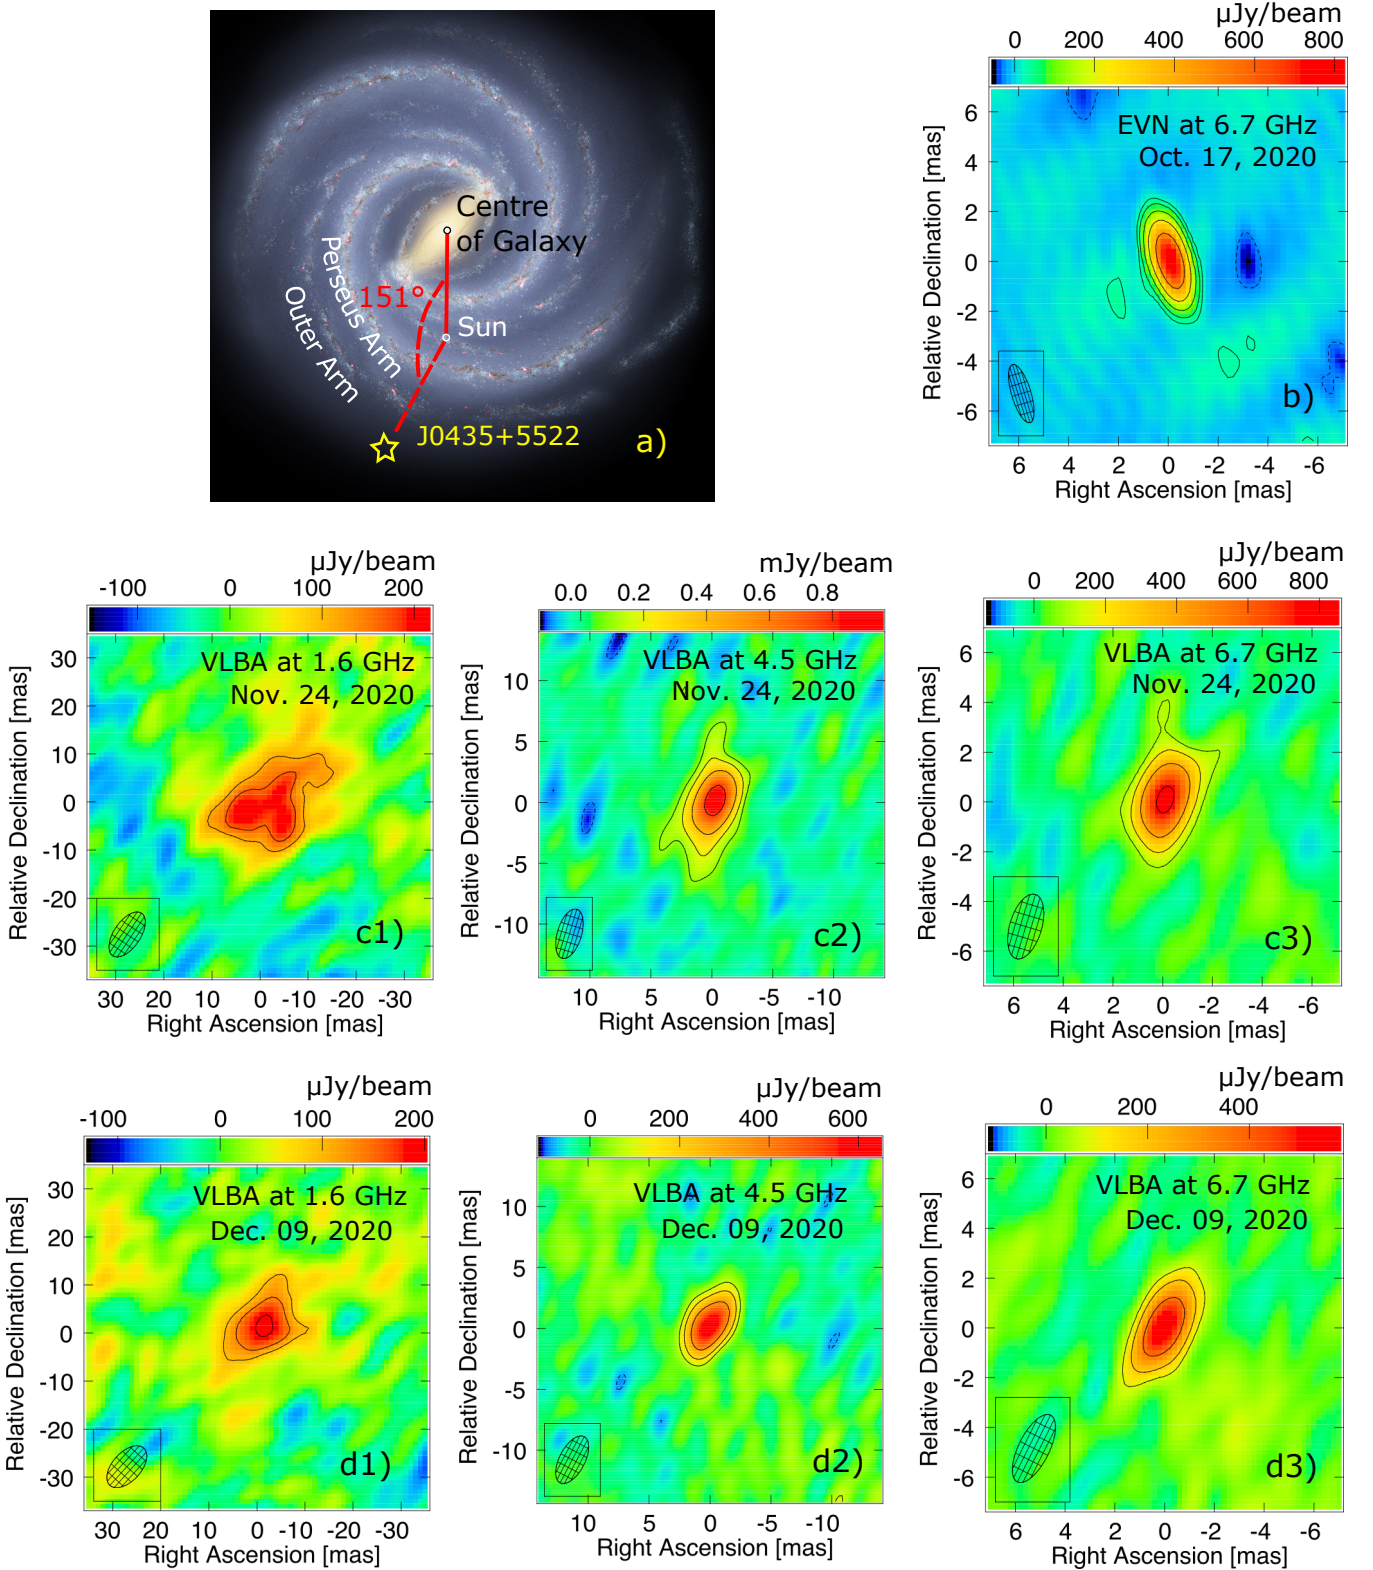 Centre
of Galaxy
151°
Sun
Perseus Arm
Outer Arm
J0435+5522
a)
µJy/beam
0 200 400 600 800
EVN at 6.7 GHz
Oct. 17, 2020
Relative Declination [mas]
6
4
2
0
-2
-4
-6
b)
6 4 2 0 -2 -4 -6
Right Ascension [mas]
µJy/beam
-100 0 100 200
VLBA at 1.6 GHz
Nov. 24, 2020
Relative Declination [mas]
30
20
10
0
-10
-20
-30
c1)
30 20 10 0 -10 -20 -30
Right Ascension [mas]
mJy/beam
0.0 0.2 0.4 0.6 0.8
VLBA at 4.5 GHz
Nov. 24, 2020
Relative Declination [mas]
10
5
0
-5
-10
c2)
10 5 0 -5 -10
Right Ascension [mas]
µJy/beam
0 200 400 600 800
VLBA at 6.7 GHz
Nov. 24, 2020
Relative Declination [mas]
6
4
2
0
-2
-4
-6
c3)
6 4 2 0 -2 -4 -6
Right Ascension [mas]
µJy/beam
-100 0 100 200
VLBA at 1.6 GHz
Dec. 09, 2020
Relative Declination [mas]
30
20
10
0
-10
-20
-30
d1)
30 20 10 0 -10 -20 -30
Right Ascension [mas]
µJy/beam
0 200 400 600
VLBA at 4.5 GHz
Dec. 09, 2020
Relative Declination [mas]
10
5
0
-5
-10
d2)
10 5 0 -5 -10
Right Ascension [mas]
µJy/beam
0 200 400
VLBA at 6.7 GHz
Dec. 09, 2020
Relative Declination [mas]
6
4
2
0
-2
-4
-6
d3)
6 4 2 0 -2 -4 -6
Right Ascension [mas]